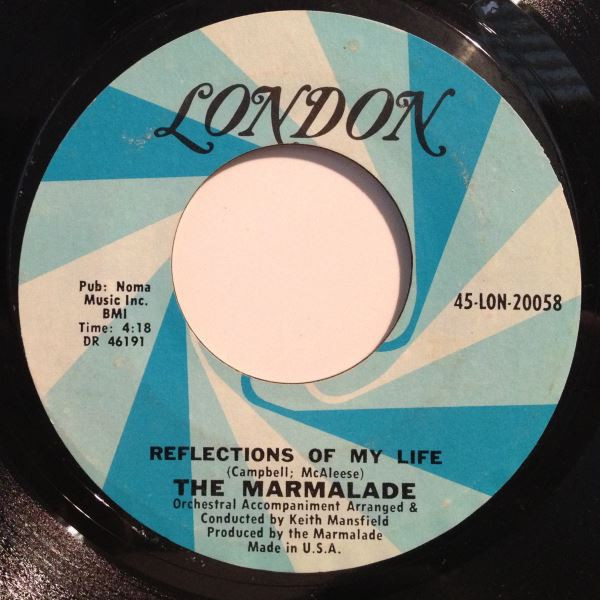 LONDON
Pub: Noma
Music Inc.
BMI
Time: 4:18
DR 46191
45-LON-20058
REFLECTIONS OF MY LIFE
(Campbell; McAleese)
THE MARMALADE
Orchestral Accompaniment Arranged &
Conducted by Keith Mansfield
Produced by the Marmalade
Made in U.S.A.